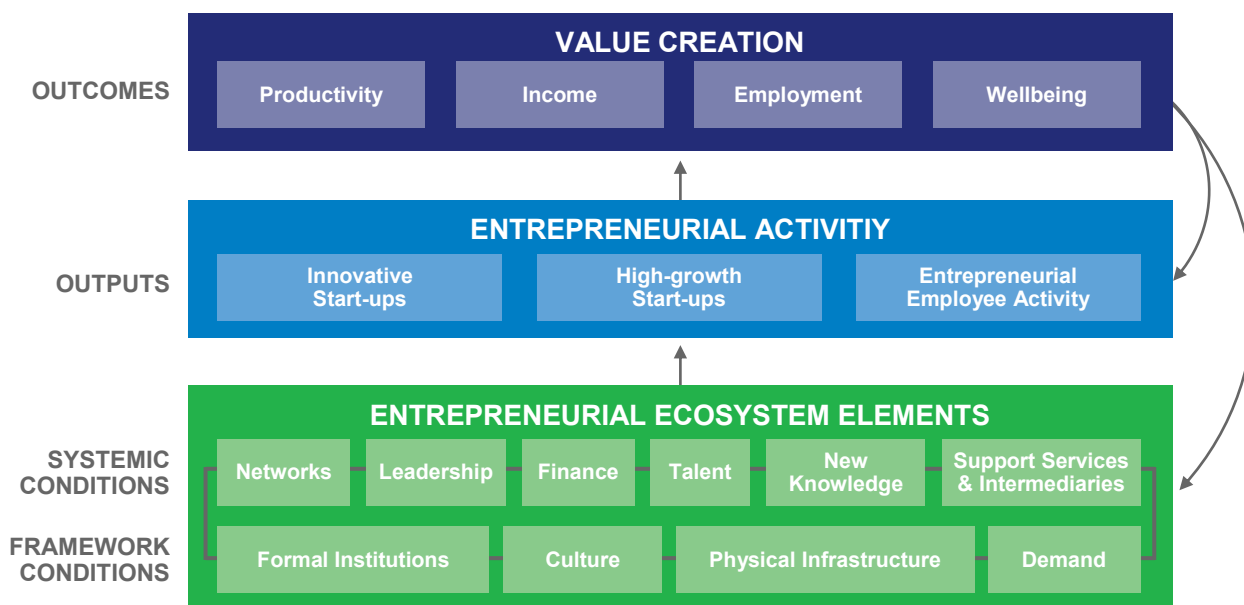 VALUE CREATION
OUTCOMES
Productivity
Income
Employment
Wellbeing
ENTREPRENEURIAL ACTIVITIY
OUTPUTS
Innovative
Start-ups
High-growth
Start-ups
Entrepreneurial
Employee Activity
ENTREPRENEURIAL ECOSYSTEM ELEMENTS
SYSTEMIC
CONDITIONS
Networks
Leadership
Finance
Talent
New
Knowledge
Support Services
& Intermediaries
FRAMEWORK
CONDITIONS
Formal Institutions
Culture
Physical Infrastructure
Demand